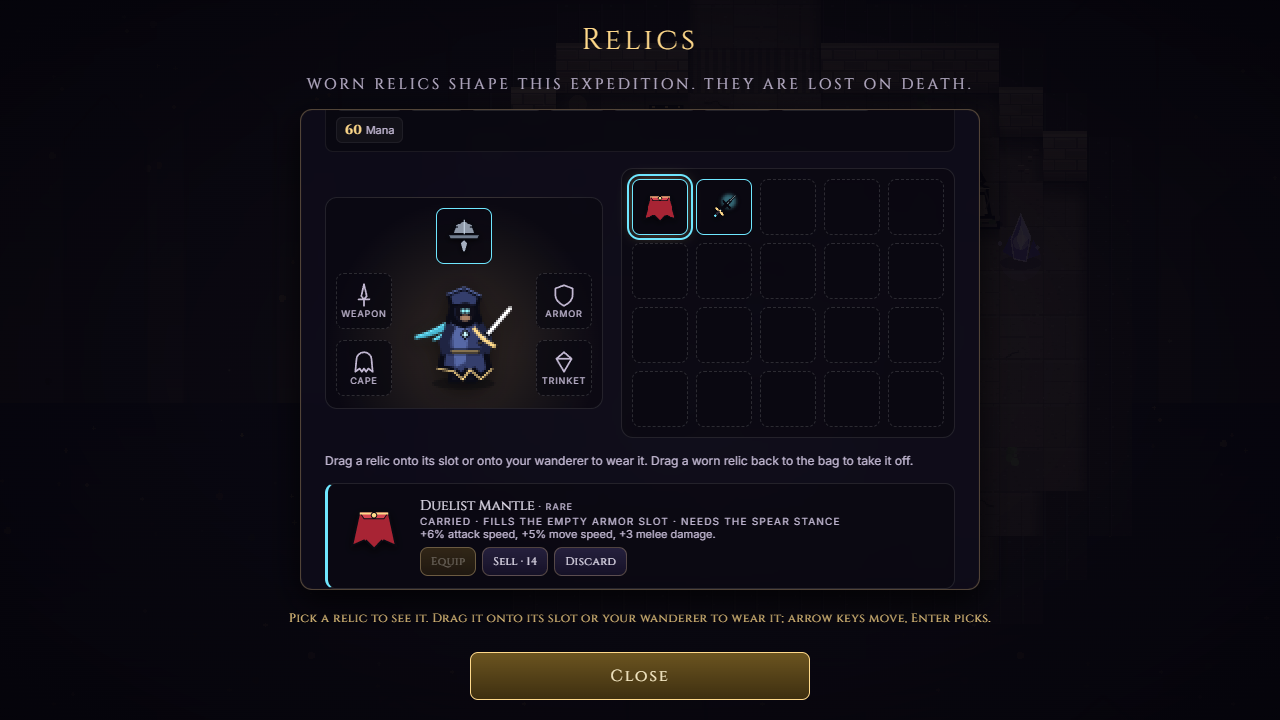 Relics
WORN RELICS SHAPE THIS EXPEDITION. THEY ARE LOST ON DEATH.
60 Mana
WEAPON
ARMOR
CAPE
TRINKET
Drag a relic onto its slot or onto your wanderer to wear it. Drag a worn relic back to the bag to take it off.
Duelist Mantle · RARE
CARRIED · FILLS THE EMPTY ARMOR SLOT · NEEDS THE SPEAR STANCE
+6% attack speed, +5% move speed, +3 melee damage.
Equip
Sell · 14
Discard
Pick a relic to see it. Drag it onto its slot or your wanderer to wear it; arrow keys move, Enter picks.
Close